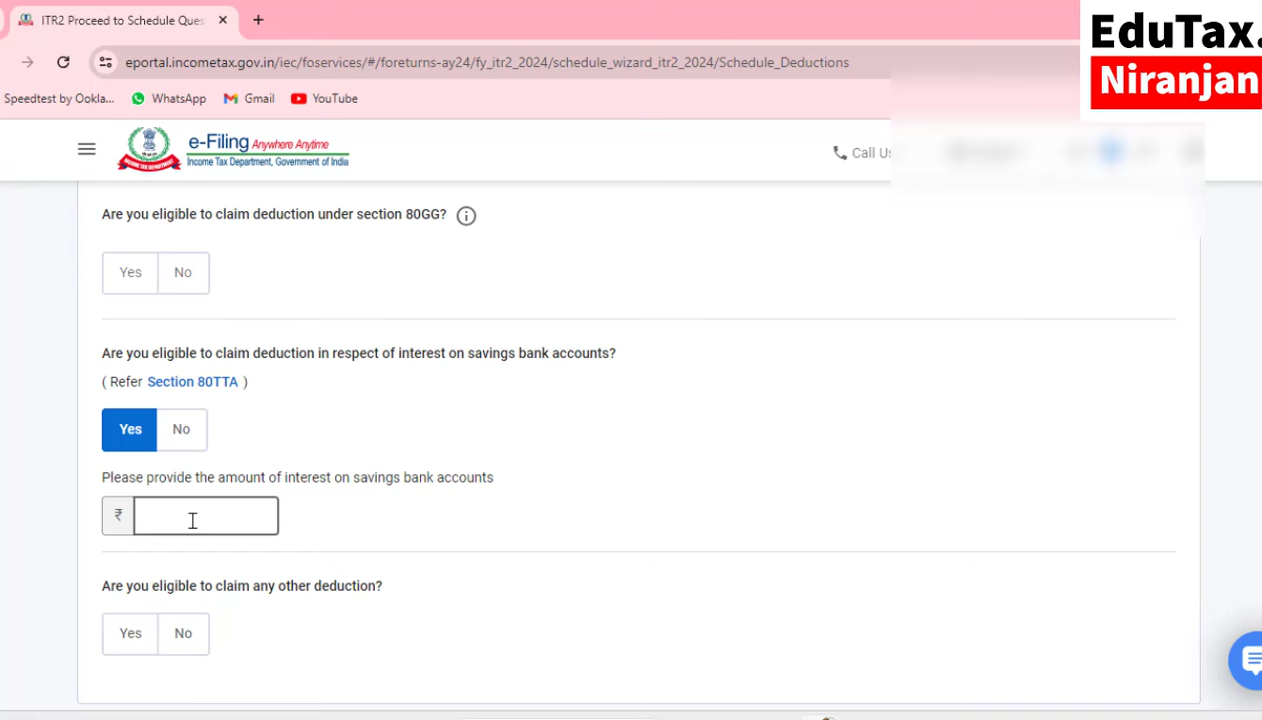 ITR2 Proceed to Schedule Ques
EduTax.
Niranjan
eportal.incometax.gov.in/iec/foservices/#/foreturns-ay24/fy_itr2_2024/schedule_wizard_itr2_2024/Schedule_Deductions
Speedtest by Ookla... WhatsApp Gmail YouTube
e-Filing Anywhere Anytime
Income Tax Department, Government of India
Call Us
Are you eligible to claim deduction under section 80GG?
Yes No
Are you eligible to claim deduction in respect of interest on savings bank accounts?
( Refer Section 80TTA )
Yes No
Please provide the amount of interest on savings bank accounts
₹
Are you eligible to claim any other deduction?
Yes No